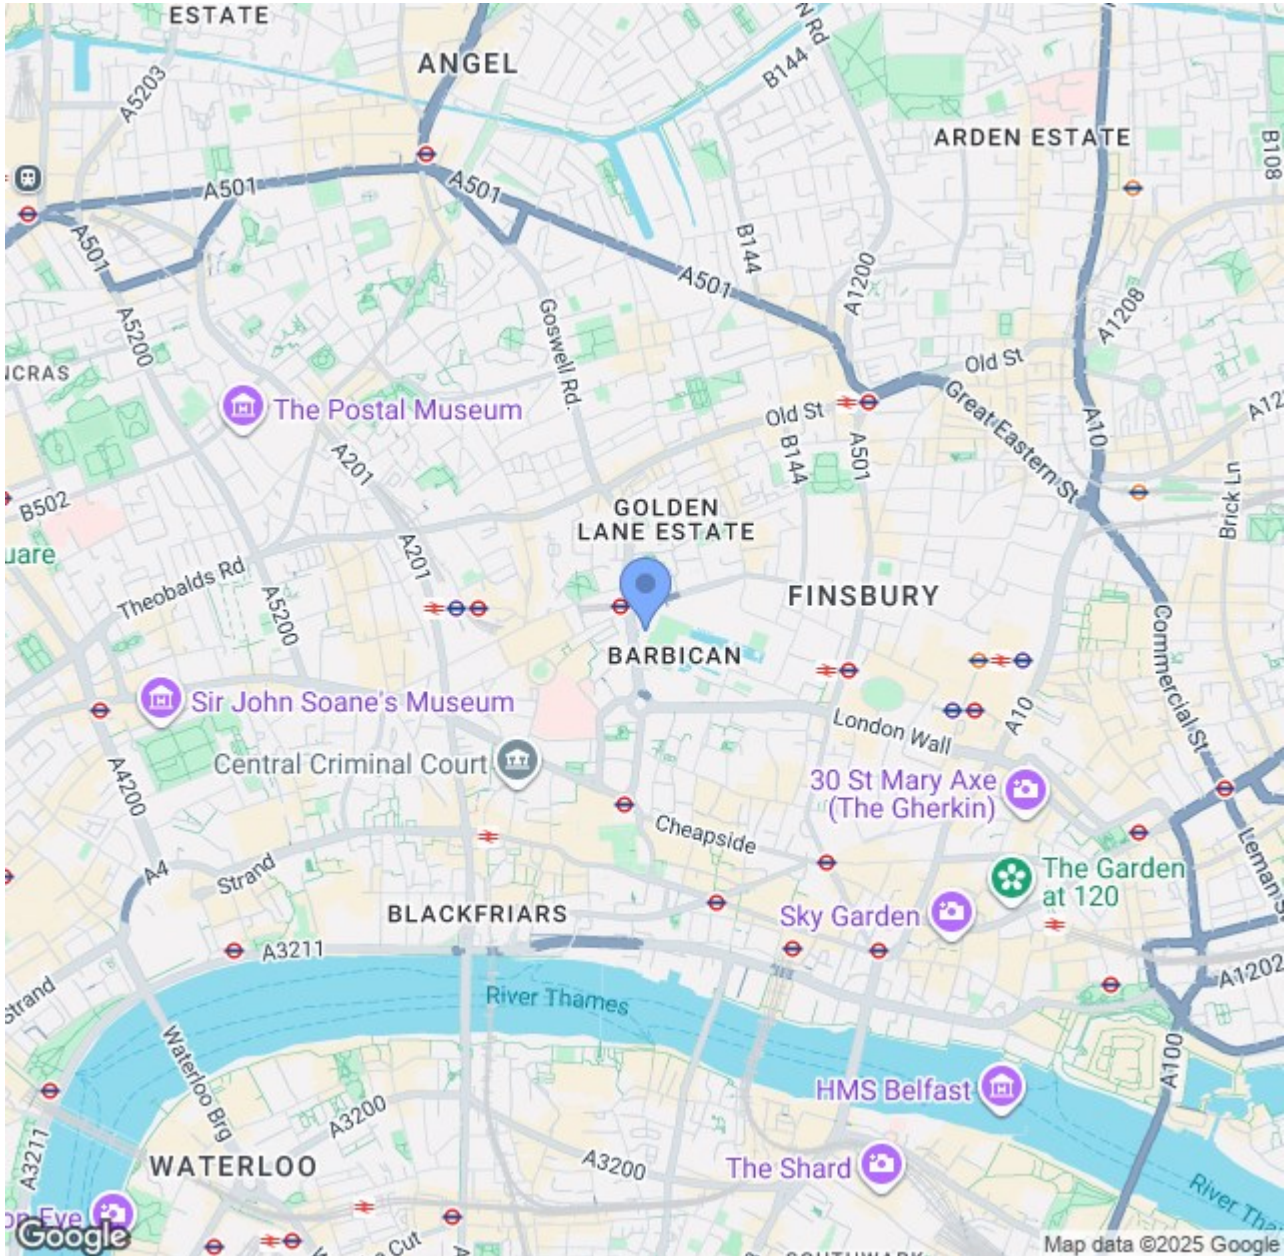 ESTATE
ANGEL
N Rd
B144
A5203
ARDEN ESTATE
B108
A501
A501
A501
B144
A501
A1200
A1208
A5200
Goswell Rd.
Old St
NCRAS
The Postal Museum
Old St
Great Eastern St
A10
A12
A201
B144
A501
B502
GOLDEN
LANE ESTATE
Brick Ln
uare
A201
Theobalds Rd
A5200
FINSBURY
Commercial St
BARBICAN
Sir John Soane's Museum
London Wall
A10
Central Criminal Court
A4200
30 St Mary Axe
(The Gherkin)
Cheapside
Leman S
A4
Strand
The Garden
at 120
BLACKFRIARS
Sky Garden
A3211
A1202
Strand
River Thames
Waterloo Brg
A100
HMS Belfast
A3200
A3211
WATERLOO
A3200
The Shard
River Tha
on Eye
Cut
Google
Map data ©2025 Google